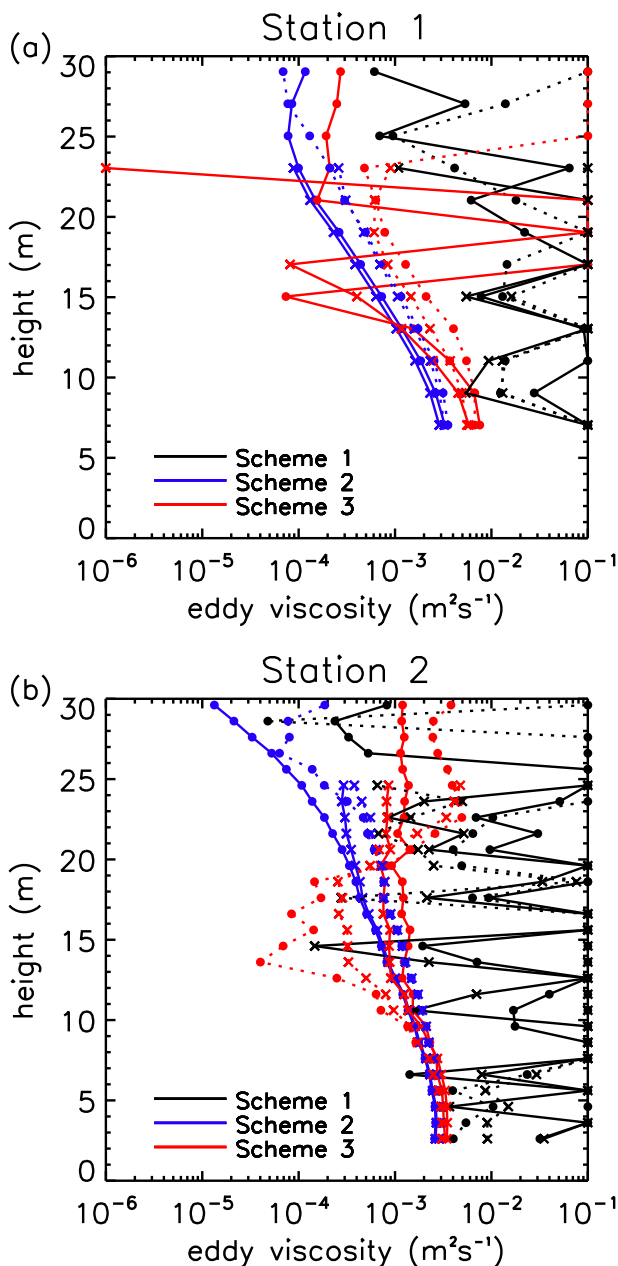 (a) Station 1
30
25
20
15
10
5
0
height (m)
Scheme 1
Scheme 2
Scheme 3
10⁻⁶ 10⁻⁵ 10⁻⁴ 10⁻³ 10⁻² 10⁻¹
eddy viscosity (m²s⁻¹)
(b) Station 2
30
25
20
15
10
5
0
height (m)
Scheme 1
Scheme 2
Scheme 3
10⁻⁶ 10⁻⁵ 10⁻⁴ 10⁻³ 10⁻² 10⁻¹
eddy viscosity (m²s⁻¹)